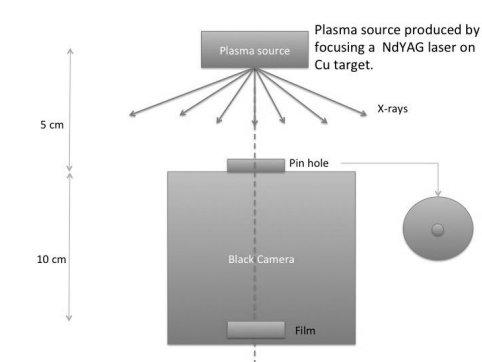 Plasma source produced by
focusing a NdYAG laser on
Cu target.
Plasma source
X-rays
5 cm
Pin hole
10 cm
Black Camera
Film